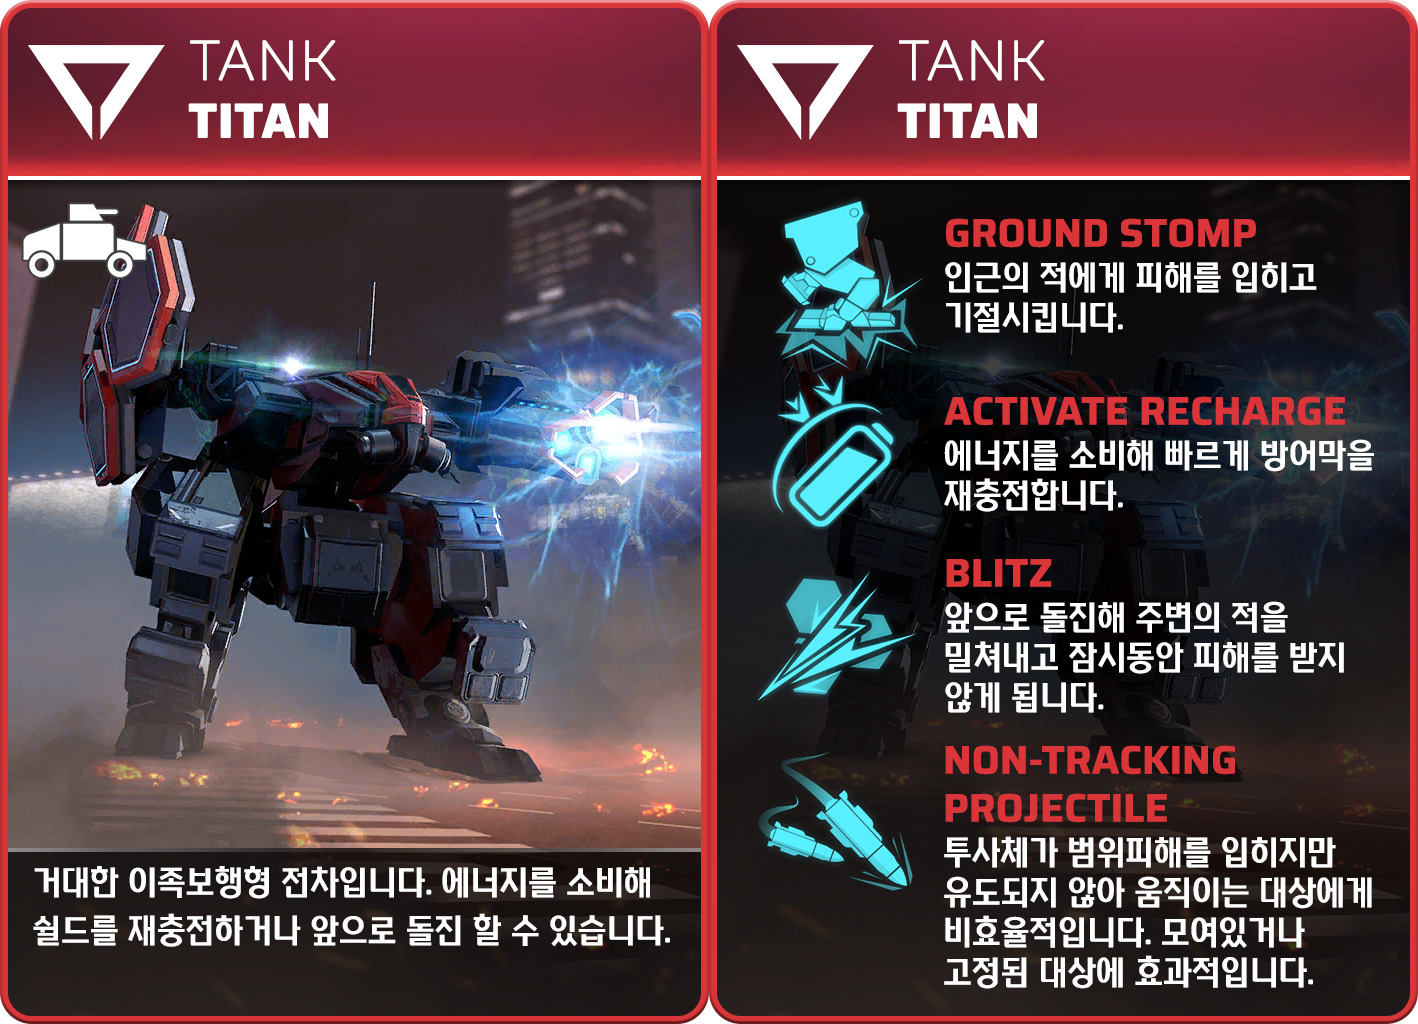 TANK
TITAN
거대한 이족보행형 전차입니다. 에너지를 소비해
쉴드를 재충전하거나 앞으로 돌진 할 수 있습니다.
TANK
TITAN
GROUND STOMP
인근의 적에게 피해를 입히고
기절시킵니다.
ACTIVATE RECHARGE
에너지를 소비해 빠르게 방어막을
재충전합니다.
BLITZ
앞으로 돌진해 주변의 적을
밀쳐내고 잠시동안 피해를 받지
않게 됩니다.
NON-TRACKING
PROJECTILE
투사체가 범위피해를 입히지만
유도되지 않아 움직이는 대상에게
비효율적입니다. 모여있거나
고정된 대상에 효과적입니다.